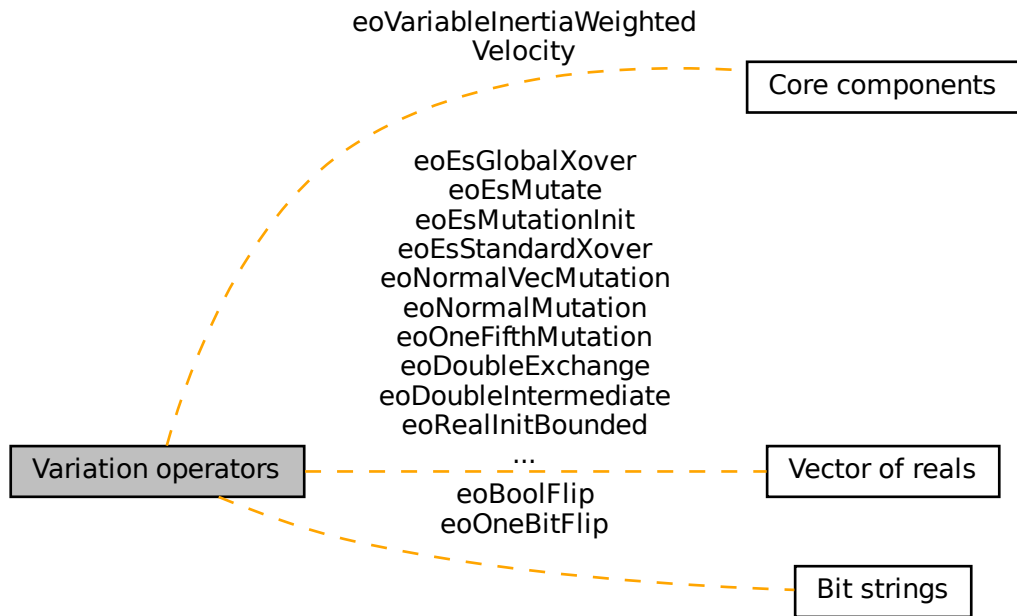 eoVariableInertiaWeighted
Velocity
Core components
eoEsGlobalXover
eoEsMutate
eoEsMutationInit
eoEsStandardXover
eoNormalVecMutation
eoNormalMutation
eoOneFifthMutation
eoDoubleExchange
eoDoubleIntermediate
eoRealInitBounded
...
Variation operators
Vector of reals
eoBoolFlip
eoOneBitFlip
Bit strings